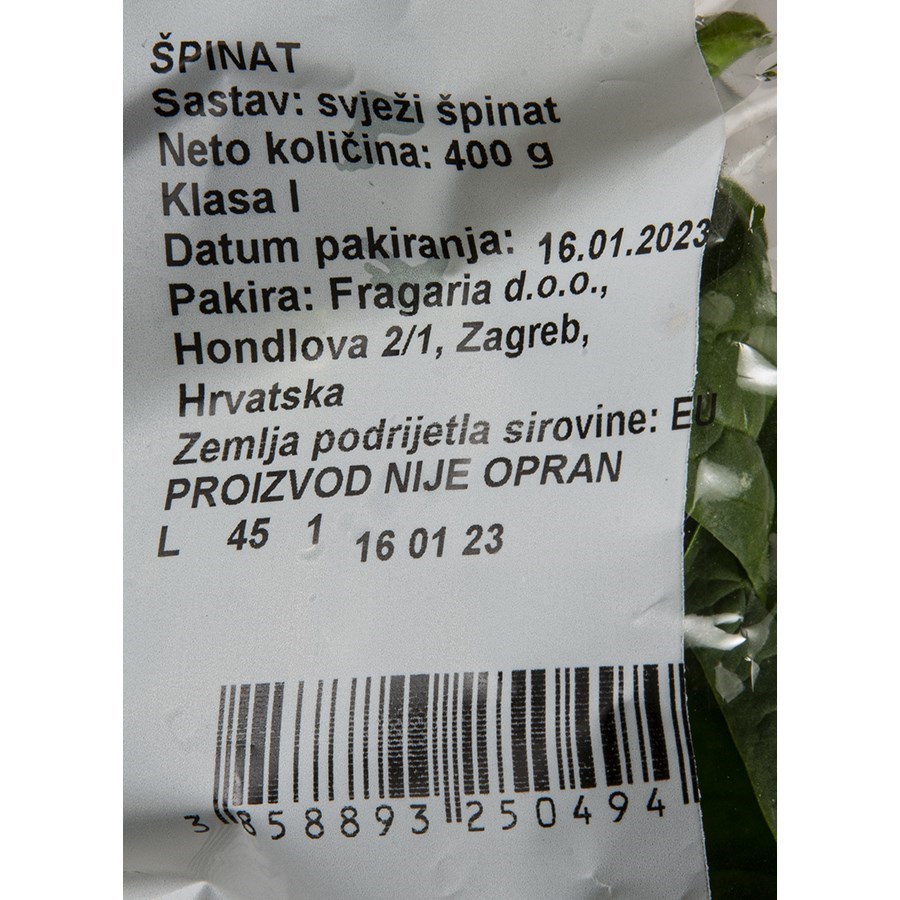 ŠPINAT
Sastav: svježi špinat
Neto količina: 400 g
Klasa I
Datum pakiranja: 16.01.2023
Pakira: Fragaria d.o.o.,
Hondlova 2/1, Zagreb,
Hrvatska
Zemlja podrijetla sirovine: EU
PROIZVOD NIJE OPRAN
L 45 1 16 01 23
3 858893 250494